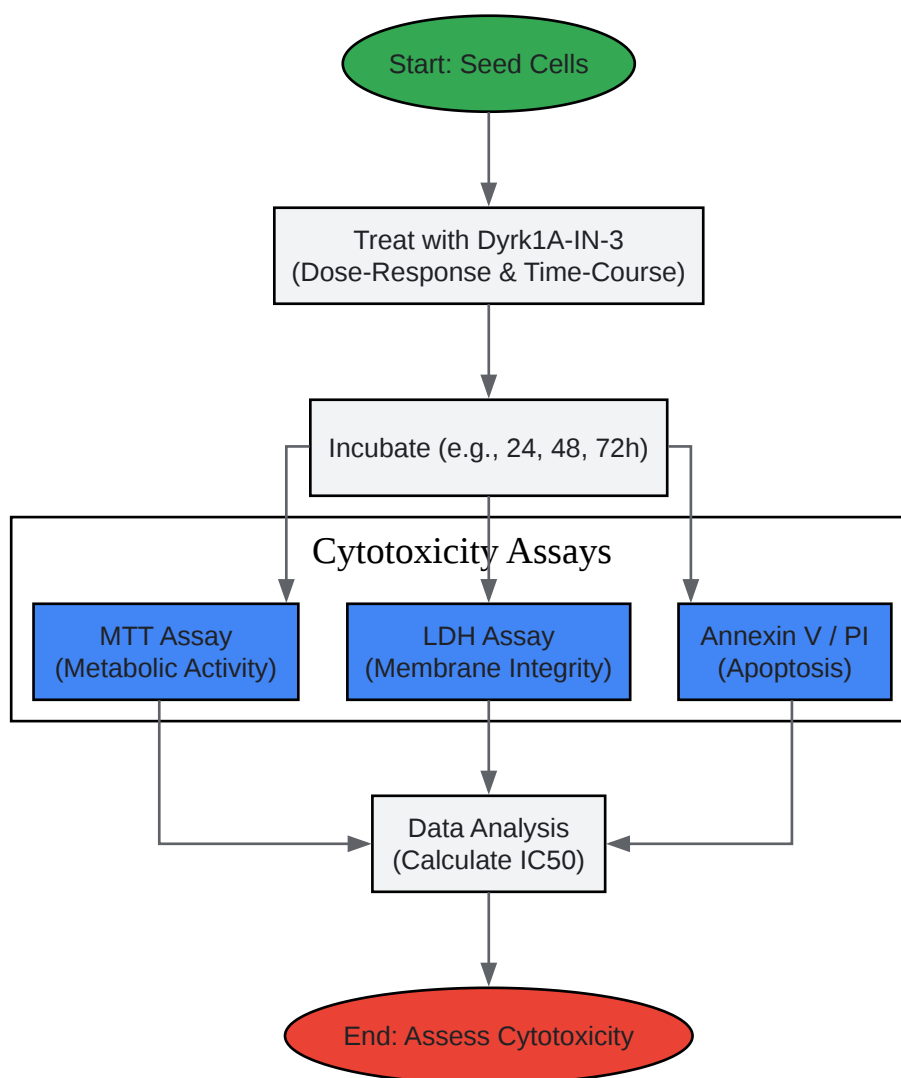 Start: Seed Cells
Treat with Dyrk1A-IN-3
(Dose-Response & Time-Course)
Incubate (e.g., 24, 48, 72h)
Cytotoxicity Assays
MTT Assay
(Metabolic Activity)
LDH Assay
(Membrane Integrity)
Annexin V / PI
(Apoptosis)
Data Analysis
(Calculate IC50)
End: Assess Cytotoxicity